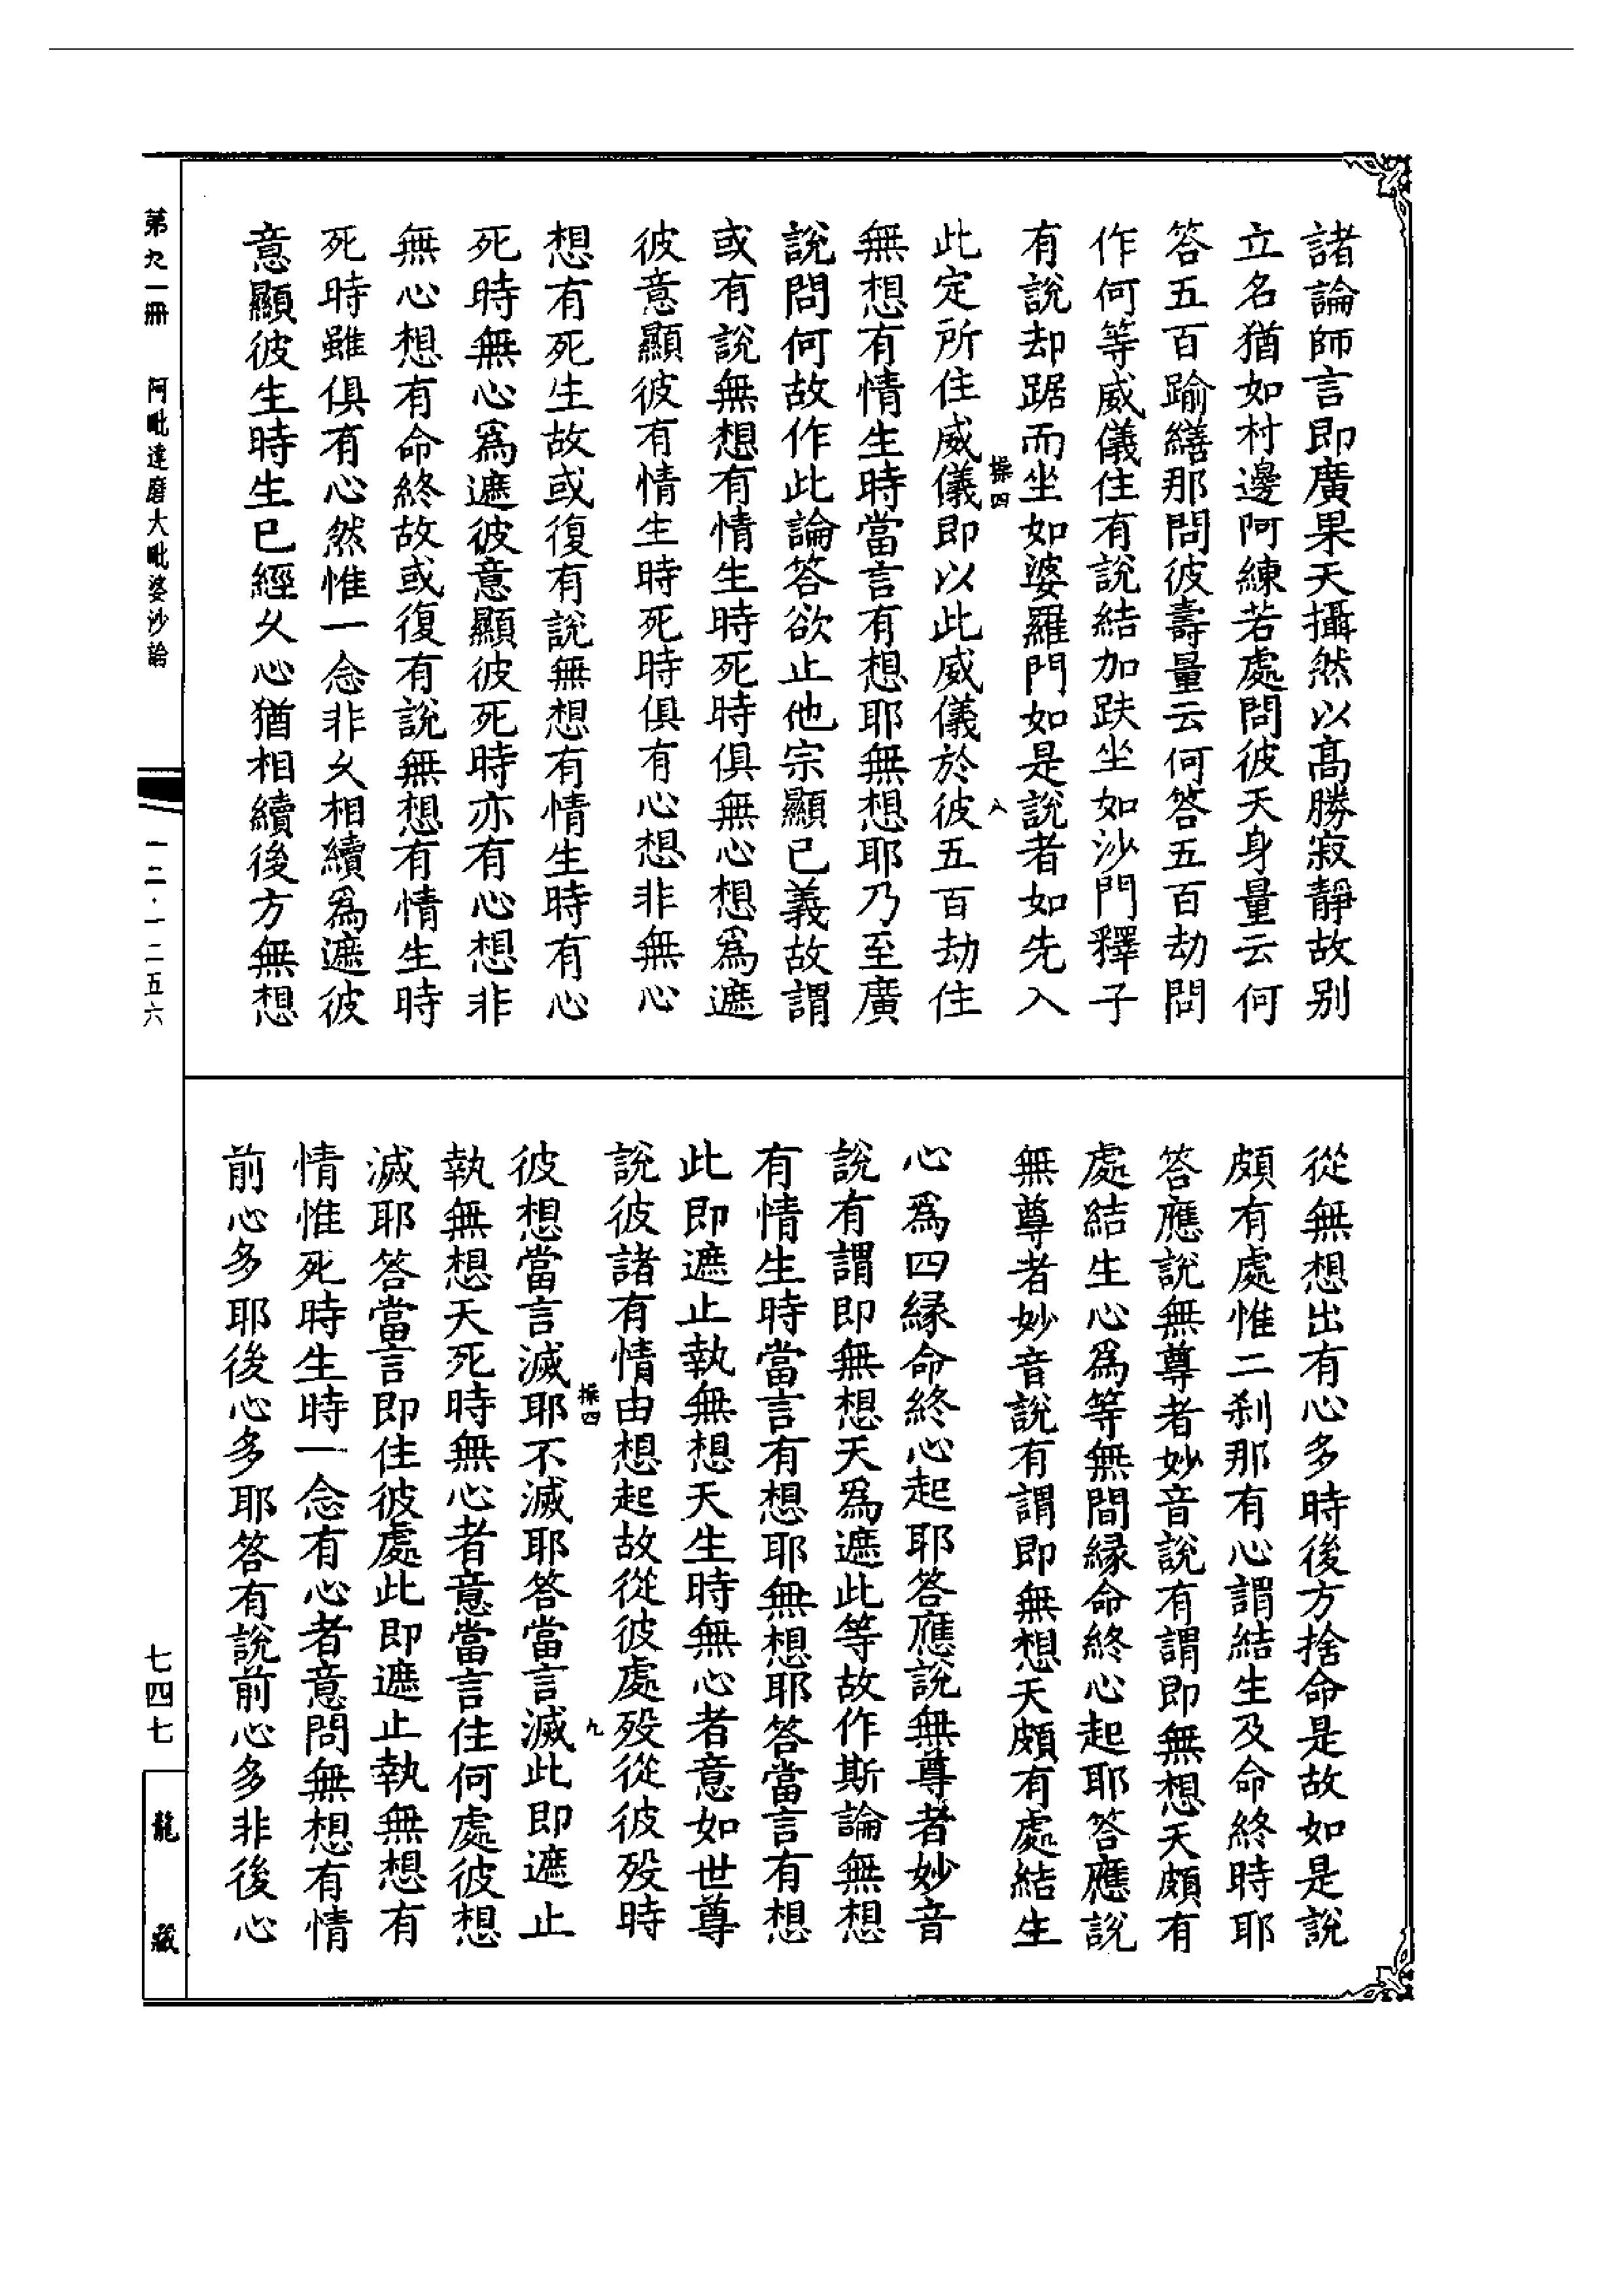 諸論師言即廣果天攝然以高勝寂靜故別
立名猶如村邊阿練若處問彼天身量云何
答五百踰繕那問彼壽量云何答五百劫問
作何等威儀住有說結加趺坐如沙門釋子
有說却踞而坐如婆羅門如是說者如先入
操四
八
此定所住威儀即以此威儀於彼五百劫住
無想有情生時當言有想耶無想耶乃至廣
說問何故作此論答欲止他宗顯已義故謂
或有說無想有情生時死時俱無心想爲遮
彼意顯彼有情生時死時俱有心想非無心
想有死生故或復有說無想有情生時有心
死時無心爲遮彼意顯彼死時亦有心想非
無心想有命終故或復有說無想有情生時
死時雖俱有心然惟一念非久相續爲遮彼
意顯彼生時生已經久心猶相續後方無想
從無想出有心多時後方捨命是故如是說
頗有處惟二刹那有心謂結生及命終時耶
答應說無尊者妙音說有謂即無想天頗有
處結生心爲等無間緣命終心起耶答應說
無尊者妙音說有謂即無想天頗有處結生
心爲四緣命終心起耶答應說無尊者妙音
說有謂即無想天爲遮此等故作斯論無想
有情生時當言有想耶無想耶答當言有想
此即遮止執無想天生時無心者意如世尊
說彼諸有情由想起故從彼處歿從彼歿時
操四
九
彼想當言滅耶不滅耶答當言滅此即遮止
執無想天死時無心者意當言住何處彼想
滅耶答當言即住彼處此即遮止執無想有
情惟死時生時一念有心者意問無想有情
前心多耶後心多耶答有說前心多非後心
第九一冊　阿毗達磨大毗婆沙論
一二·一二五六
七四七
龍藏